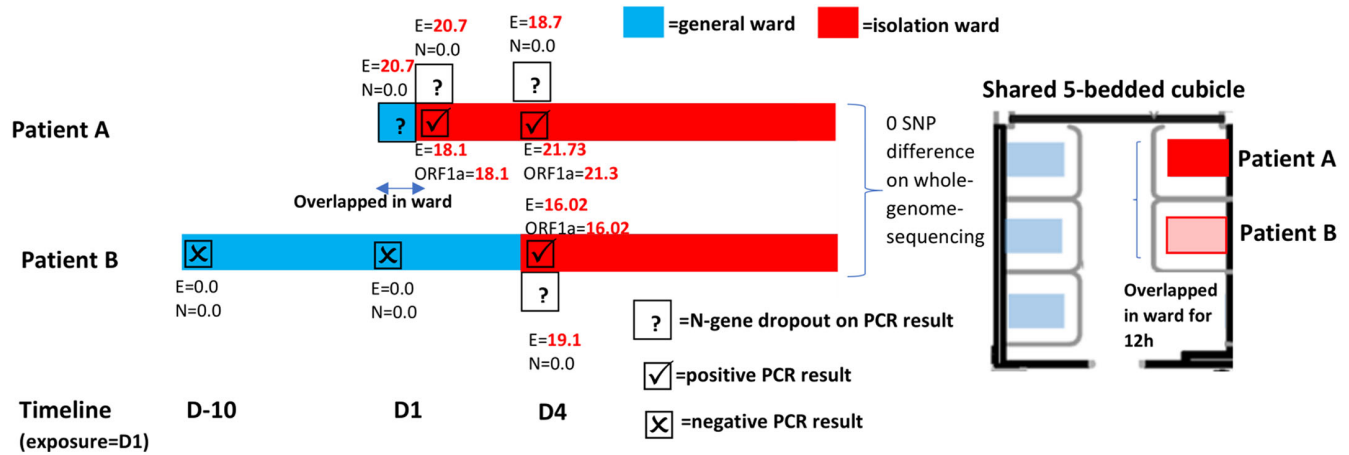 =general ward
=isolation ward
E=20.7
N=0.0
E=18.7
N=0.0
E=20.7
N=0.0
?
?
Patient A
?
E=18.1
ORF1a=18.1
E=21.73
ORF1a=21.3
Overlapped in ward
E=16.02
ORF1a=16.02
Patient B
E=0.0
N=0.0
E=0.0
N=0.0
?
E=19.1
N=0.0
0 SNP
difference
on whole-
genome-
sequencing
Shared 5-bedded cubicle
Patient A
Patient B
Overlapped
in ward for
12h
?
=N-gene dropout on PCR result
=positive PCR result
=negative PCR result
Timeline
(exposure=D1)
D-10
D1
D4